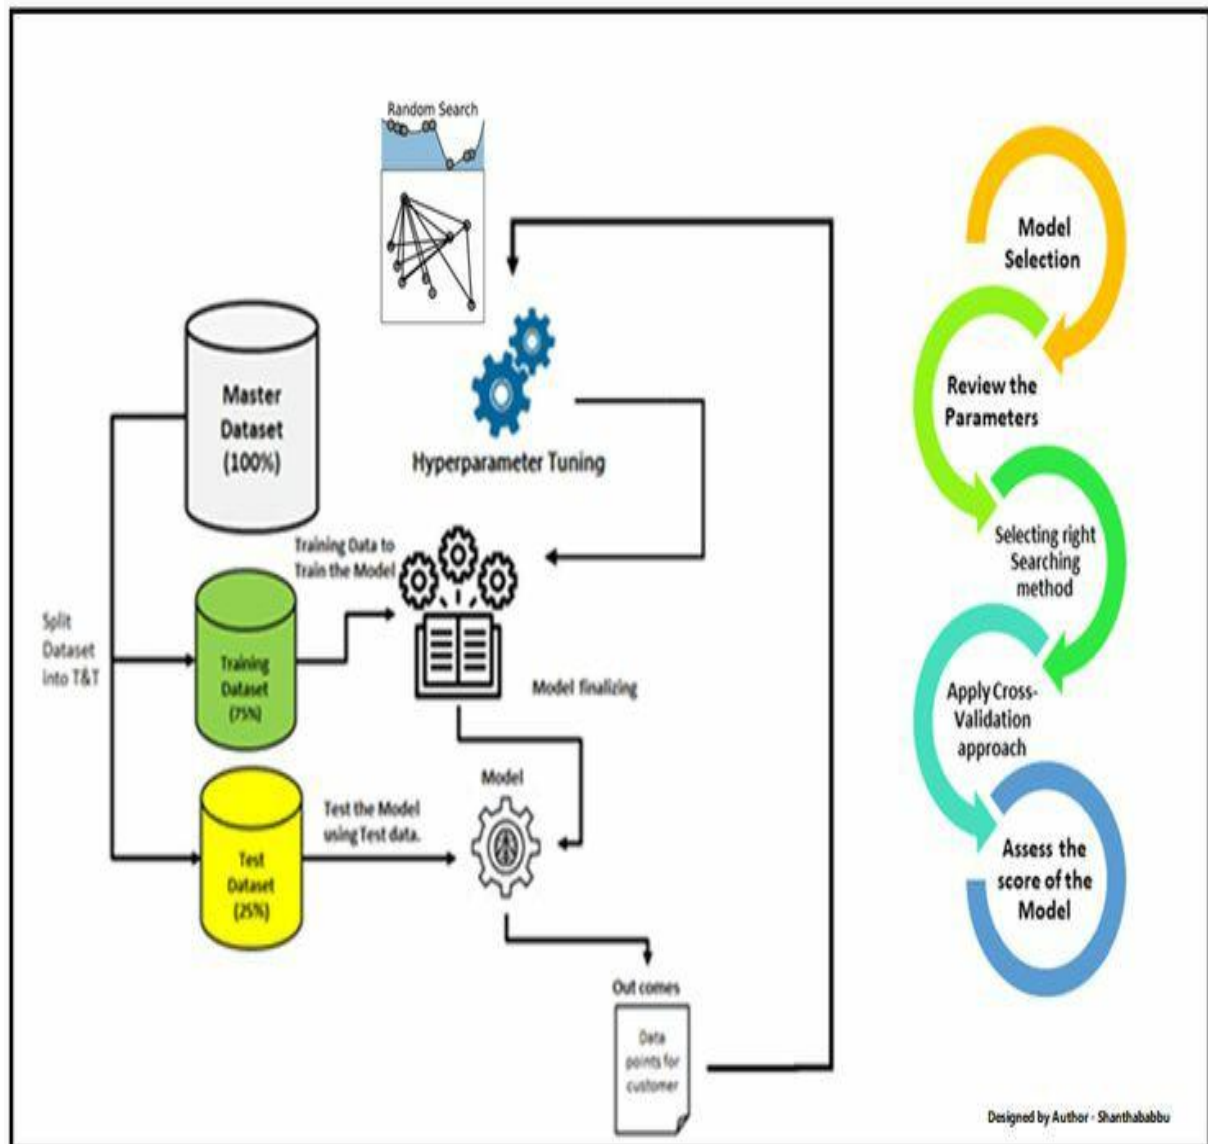 Random Search
Hyperparameter Tuning
Master
Dataset
(100%)
Training Data to
Train the Model
Split
Dataset
into T&T
Training
Dataset
(75%)
Model finalizing
Model
Test the Model
using Test data.
Test
Dataset
(25%)
Out comes
Data
points for
customer
Model
Selection
Review the
Parameters
Selecting right
Searching
method
Apply Cross-
Validation
approach
Assess the
score of the
Model
Designed by Author - Shanthababbu